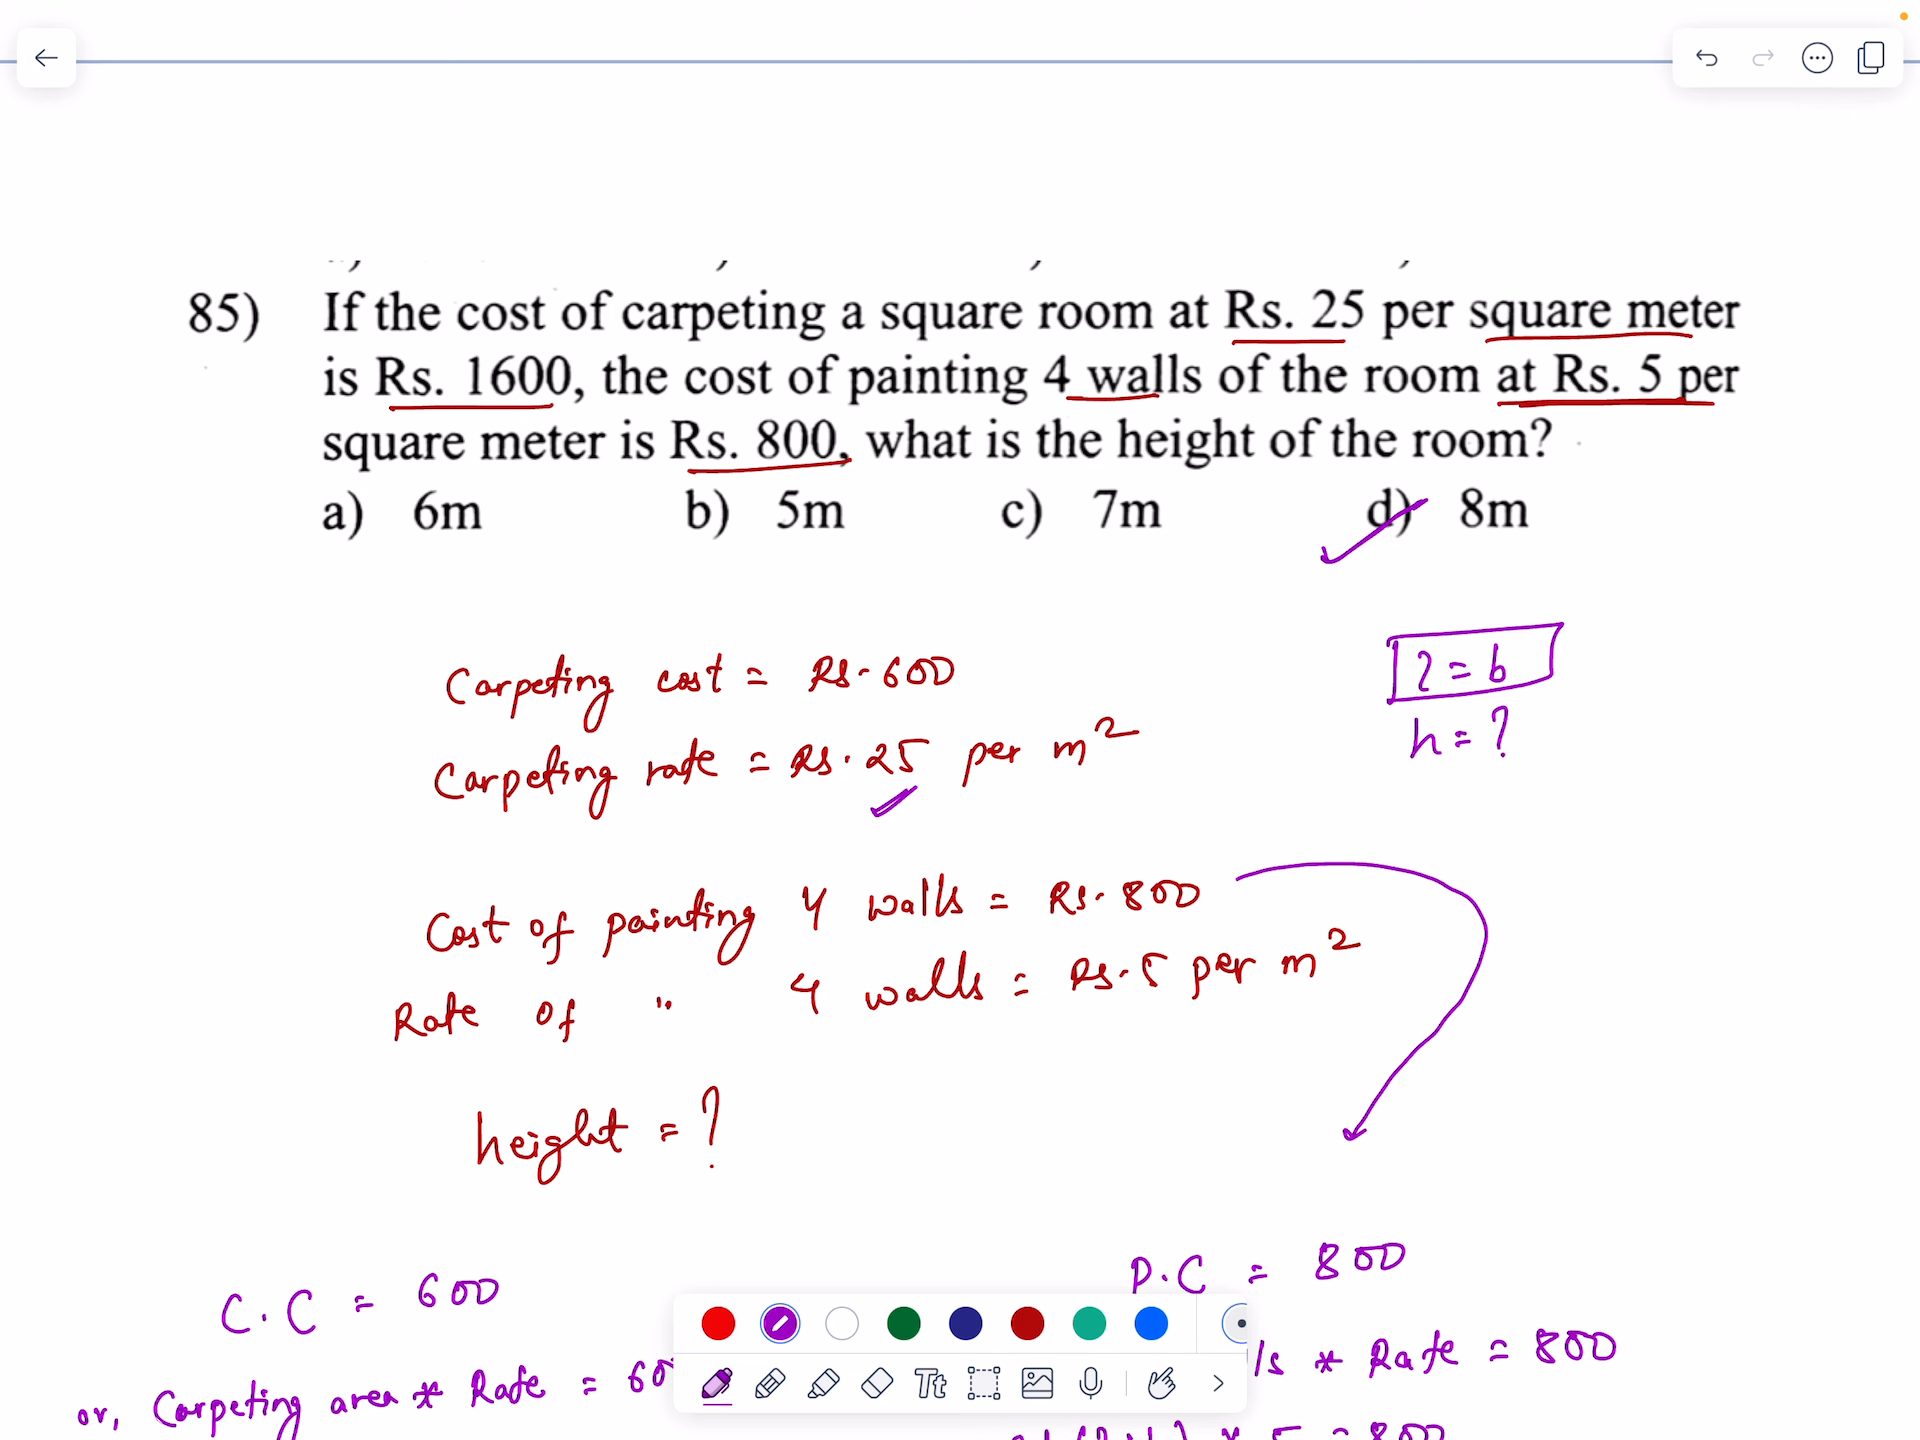 85) If the cost of carpeting a square room at Rs. 25 per square meter
is Rs. 1600, the cost of painting 4 walls of the room at Rs. 5 per
square meter is Rs. 800, what is the height of the room?
a) 6m b) 5m c) 7m d) 8m
Carpeting cost = Rs. 600
l = b
h = ?
Carpeting rate = Rs. 25 per m²
Cost of painting 4 walls = Rs. 800
Rate of " 4 walls = Rs. 5 per m²
height = ?
C.C = 600
P.C = 800
or, Carpeting area * Rate = 60
ls * Rate = 800
Tt